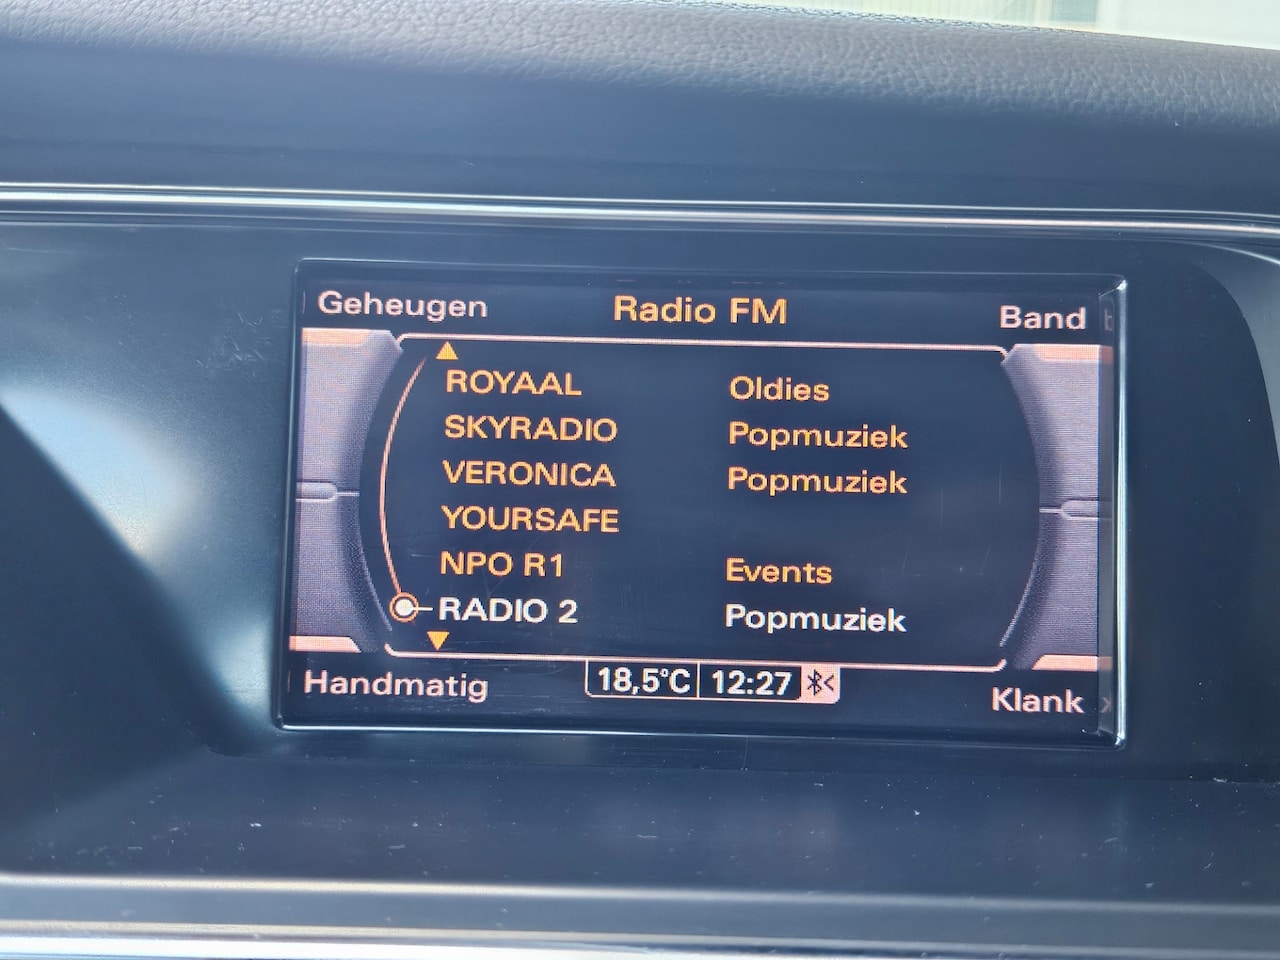 Geheugen Radio FM Band
ROYAAL Oldies
SKYRADIO Popmuziek
VERONICA Popmuziek
YOURSAFE
NPO R1 Events
RADIO 2 Popmuziek
Handmatig 18,5°C 12:27 Klank